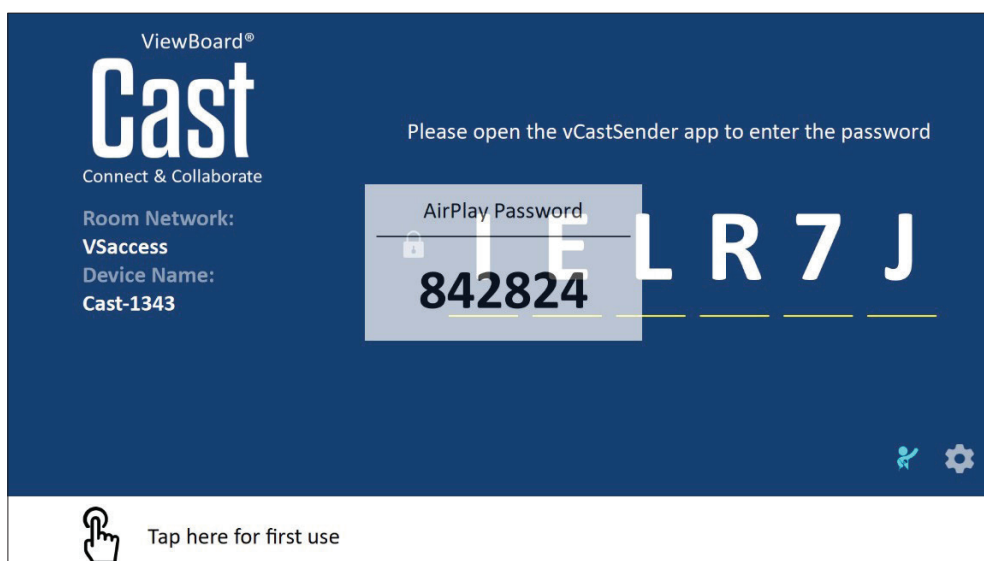 ViewBoard®
Cast
Connect & Collaborate
Room Network:
VSaccess
Device Name:
Cast-1343
Please open the vCastSender app to enter the password
I E L R 7 J
AirPlay Password
842824
Tap here for first use